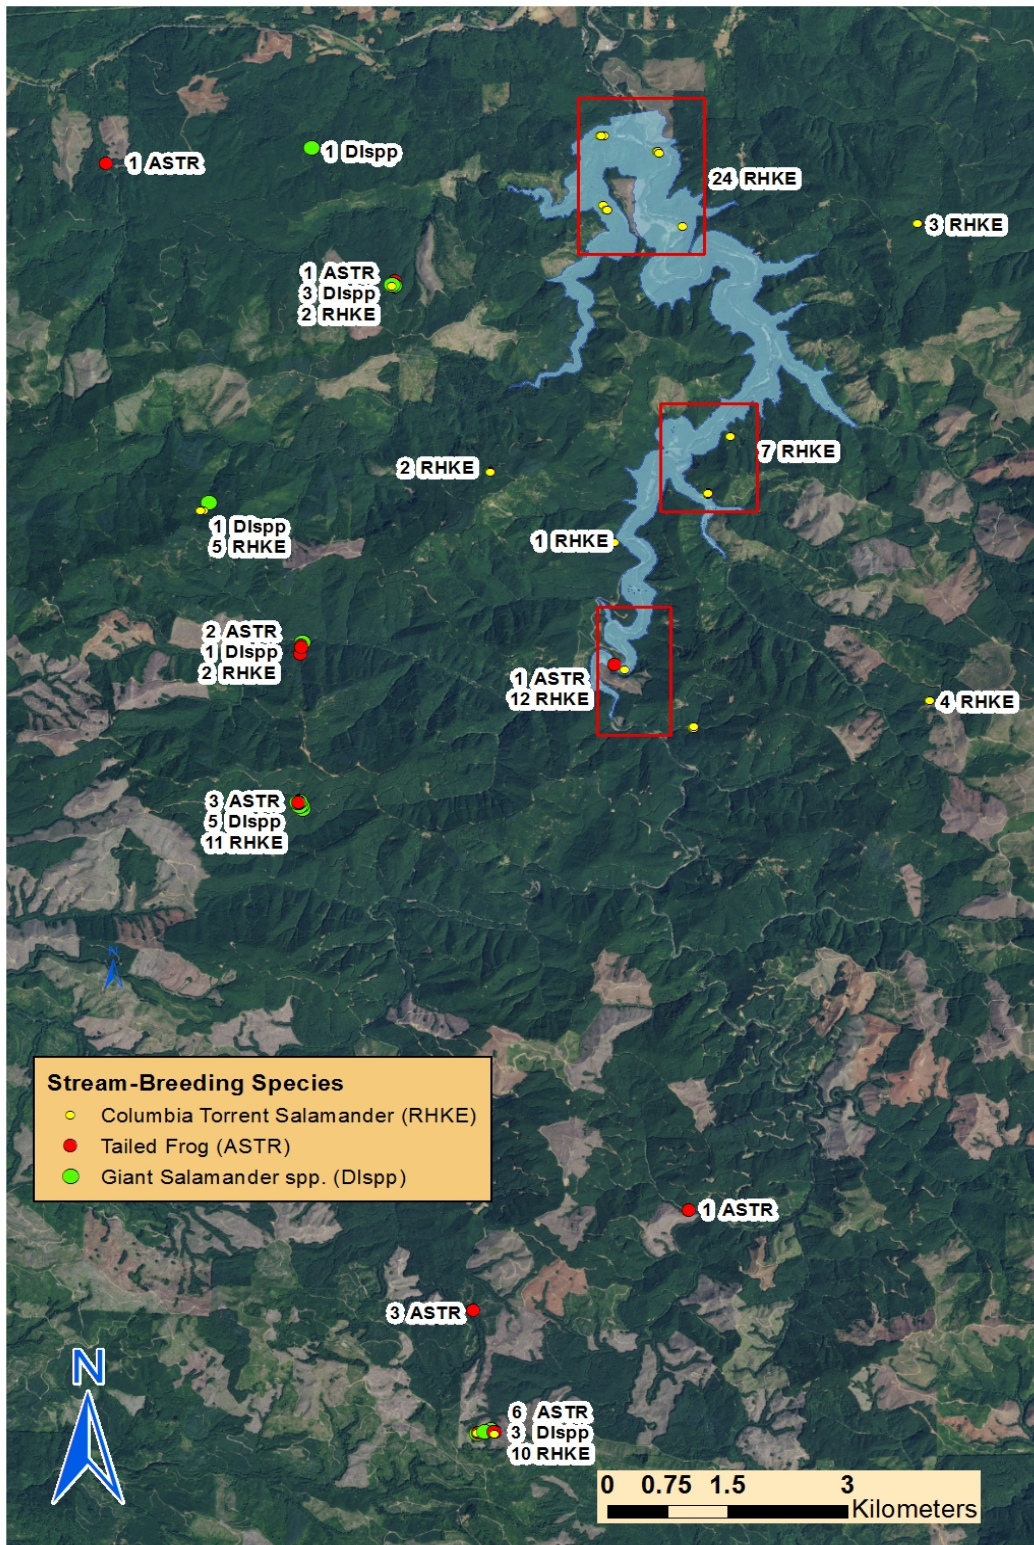 1 ASTR
1 DIspp
24 RHKE
3 RHKE
1 ASTR
3 DIspp
2 RHKE
2 RHKE
7 RHKE
1 DIspp
5 RHKE
1 RHKE
2 ASTR
1 DIspp
2 RHKE
1 ASTR
12 RHKE
4 RHKE
3 ASTR
5 DIspp
11 RHKE
N
Stream-Breeding Species
Columbia Torrent Salamander (RHKE)
Tailed Frog (ASTR)
Giant Salamander spp. (DIspp)
1 ASTR
3 ASTR
N
6 ASTR
3 DIspp
10 RHKE
0 0.75 1.5 3
Kilometers